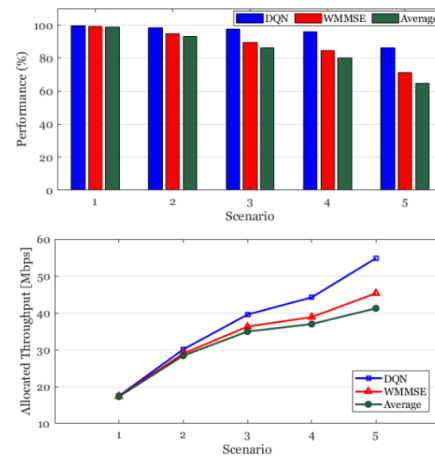 DQN WMMSE Average
100
80
60
40
20
0
Performance (%)
1 2 3 4 5
Scenario
60
50
40
30
20
10
Allocated Throughput [Mbps]
DQN
WMMSE
Average
1 2 3 4 5
Scenario